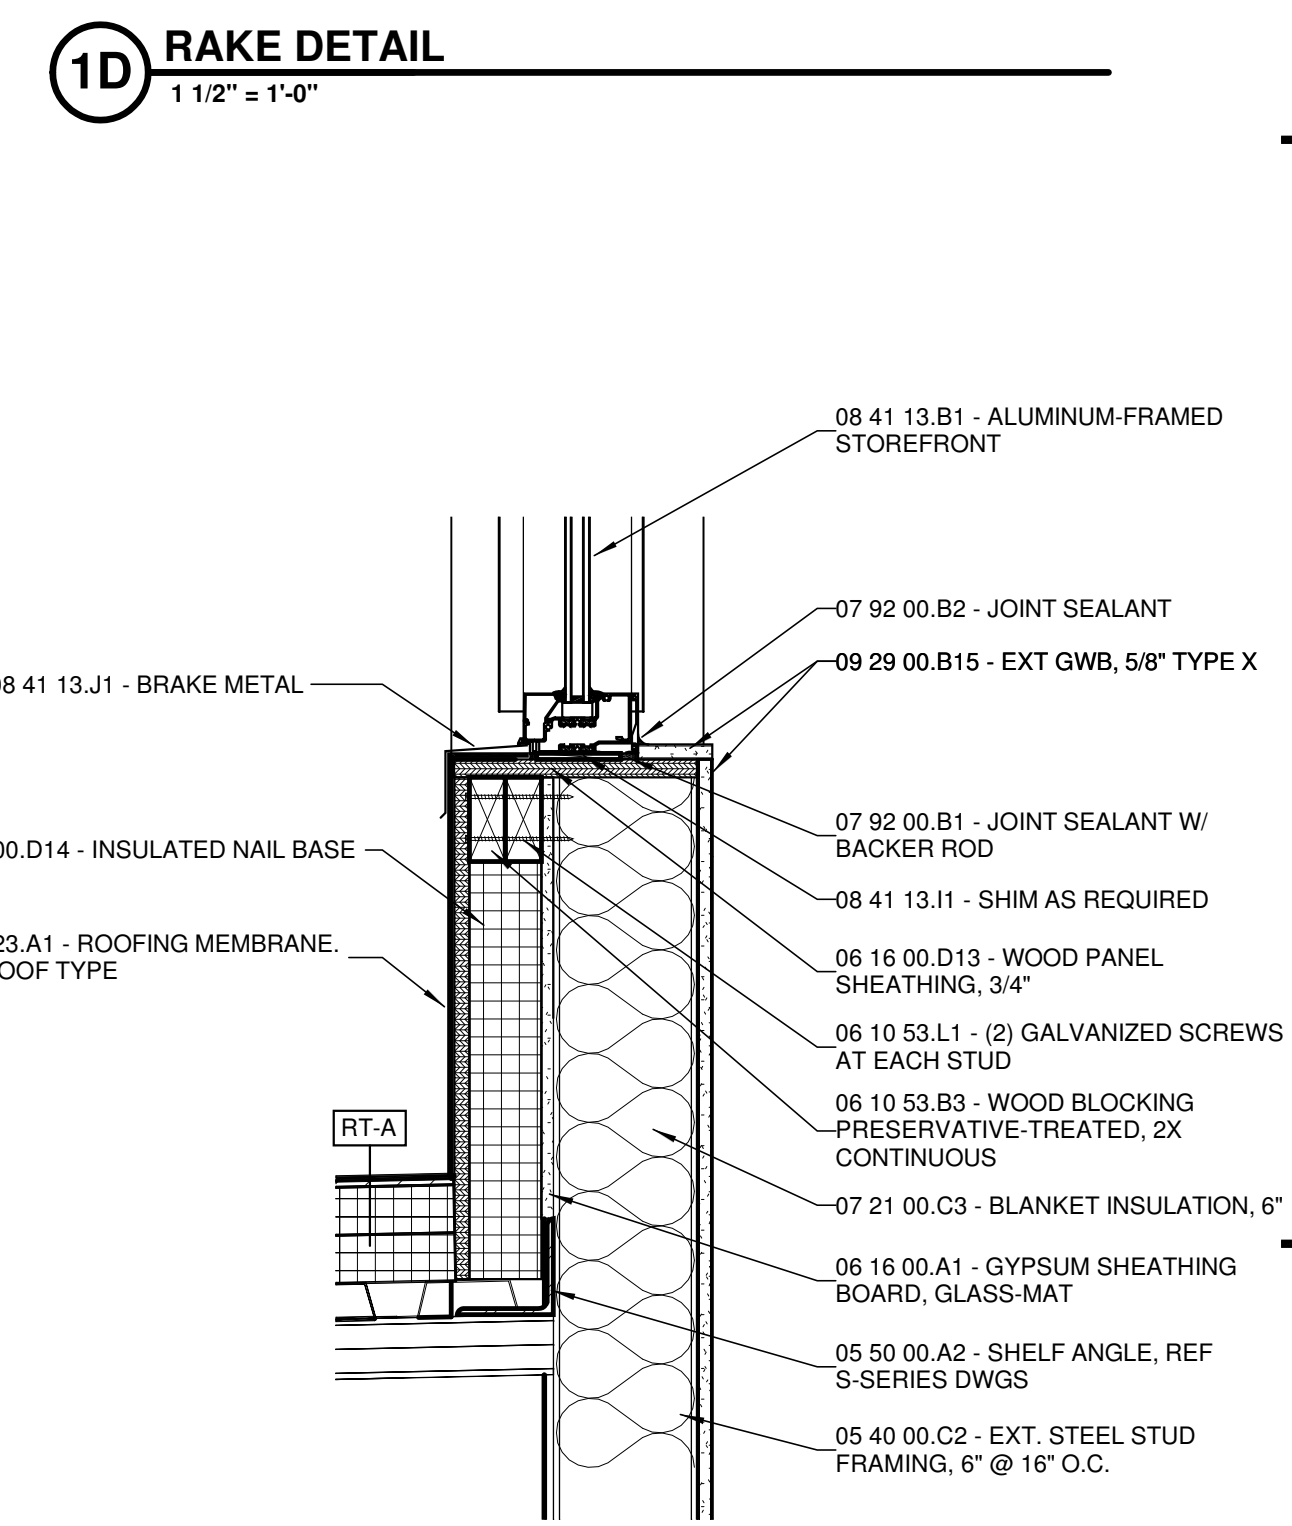 1D
RAKE DETAIL
1 1/2" = 1'-0"
08 41 13.B1 - ALUMINUM-FRAMED
STOREFRONT
07 92 00.B2 - JOINT SEALANT
09 29 00.B15 - EXT GWB, 5/8" TYPE X
08 41 13.J1 - BRAKE METAL
07 92 00.B1 - JOINT SEALANT W/
BACKER ROD
00.D14 - INSULATED NAIL BASE
08 41 13.I1 - SHIM AS REQUIRED
23.A1 - ROOFING MEMBRANE.
OOF TYPE
06 16 00.D13 - WOOD PANEL
SHEATHING, 3/4"
06 10 53.L1 - (2) GALVANIZED SCREWS
AT EACH STUD
06 10 53.B3 - WOOD BLOCKING
PRESERVATIVE-TREATED, 2X
CONTINUOUS
RT-A
07 21 00.C3 - BLANKET INSULATION, 6"
06 16 00.A1 - GYPSUM SHEATHING
BOARD, GLASS-MAT
05 50 00.A2 - SHELF ANGLE, REF
S-SERIES DWGS
05 40 00.C2 - EXT. STEEL STUD
FRAMING, 6" @ 16" O.C.